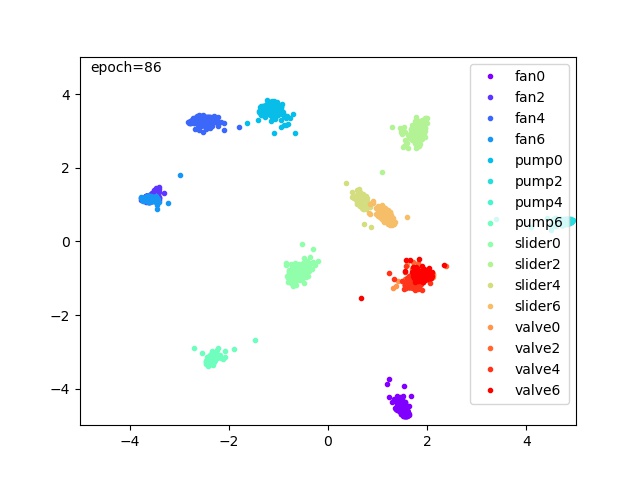 epoch=86
4
2
0
−2
−4
−4
−2
0
2
4
fan0
fan2
fan4
fan6
pump0
pump2
pump4
pump6
slider0
slider2
slider4
slider6
valve0
valve2
valve4
valve6